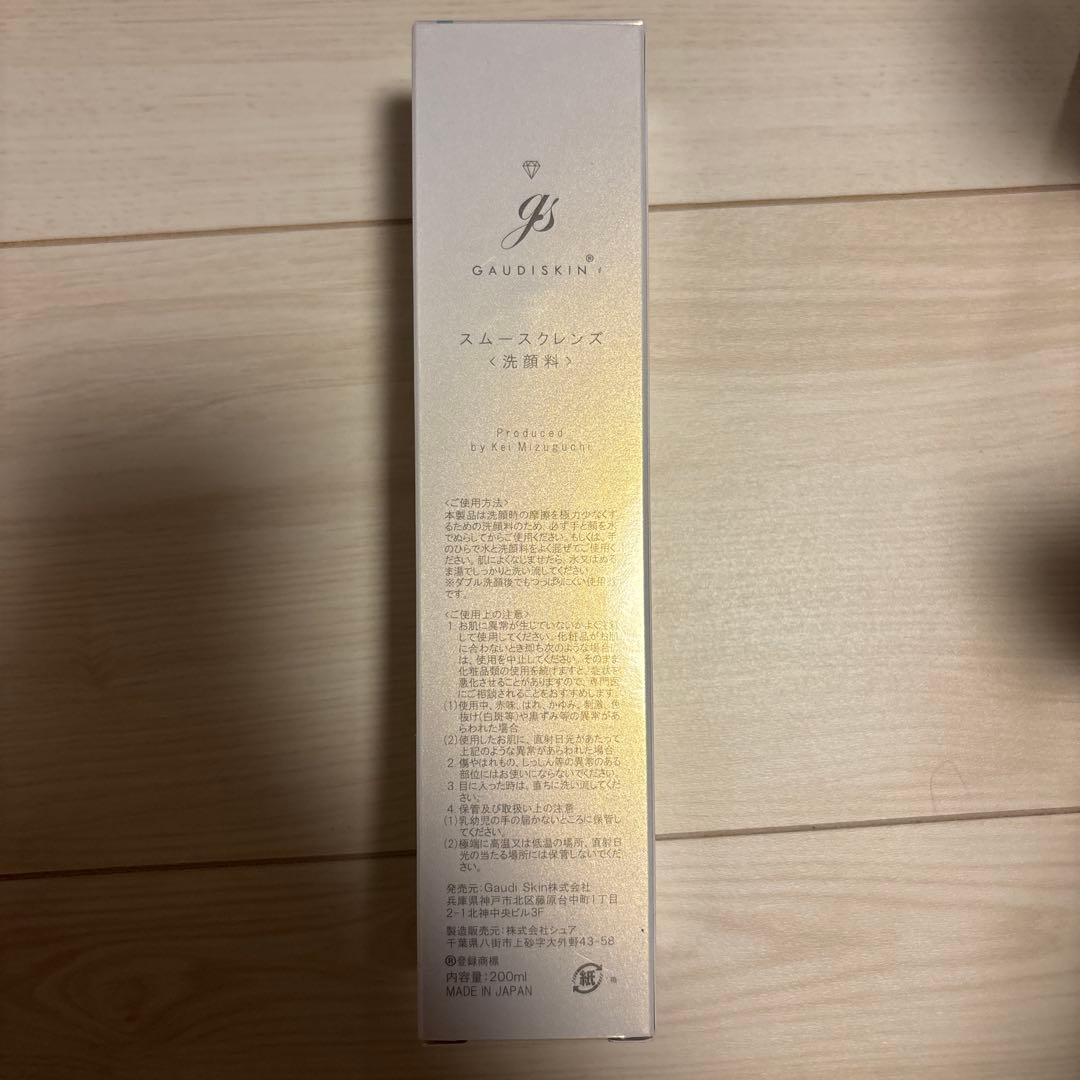 gs
GAUDISKIN®
スムースクレンズ
<洗顔料>
Produced
by Kei Mizuguchi
<ご使用方法>
本製品は洗顔時の摩擦を極力少なくす
るための洗顔料のため、必ず手と顔を水
でぬらしてからご使用ください。もしくは、手
のひらで水と洗顔料をよく混ぜてご使用く
ださい。肌によくなじませたら、水又はぬる
ま湯でしっかりと洗い流してください。
※ダブル洗顔後でもつっぱりにくい使用感
です。
<ご使用上の注意>
1. お肌に異常が生じていないかよく注意
して使用してください。化粧品がお肌
に合わないとき即ち次のような場合に
は、使用を中止してください。そのまま
化粧品類の使用を続けますと、症状を
悪化させることがありますので、専門医
にご相談されることをおすすめします。
(1)使用中、赤味、はれ、かゆみ、刺激、色
抜け(白斑等)や黒ずみ等の異常があ
らわれた場合
(2)使用したお肌に、直射日光があたって
上記のような異常があらわれた場合
2. 傷やはれもの、しっしん等の異常のある
部位にはお使いにならないでください。
3. 目に入った時は、直ちに洗い流してくだ
さい。
4. 保管及び取扱い上の注意
(1)乳幼児の手の届かないところに保管し
てください。
(2)極端に高温又は低温の場所、直射日
光の当たる場所には保管しないでくだ
さい。
発売元:Gaudi Skin株式会社
兵庫県神戸市北区藤原台中町1丁目
2-1北神中央ビル3F
製造販売元:株式会社シュア
千葉県八街市上砂字大外野43-58
®登録商標
内容量:200ml
MADE IN JAPAN
紙